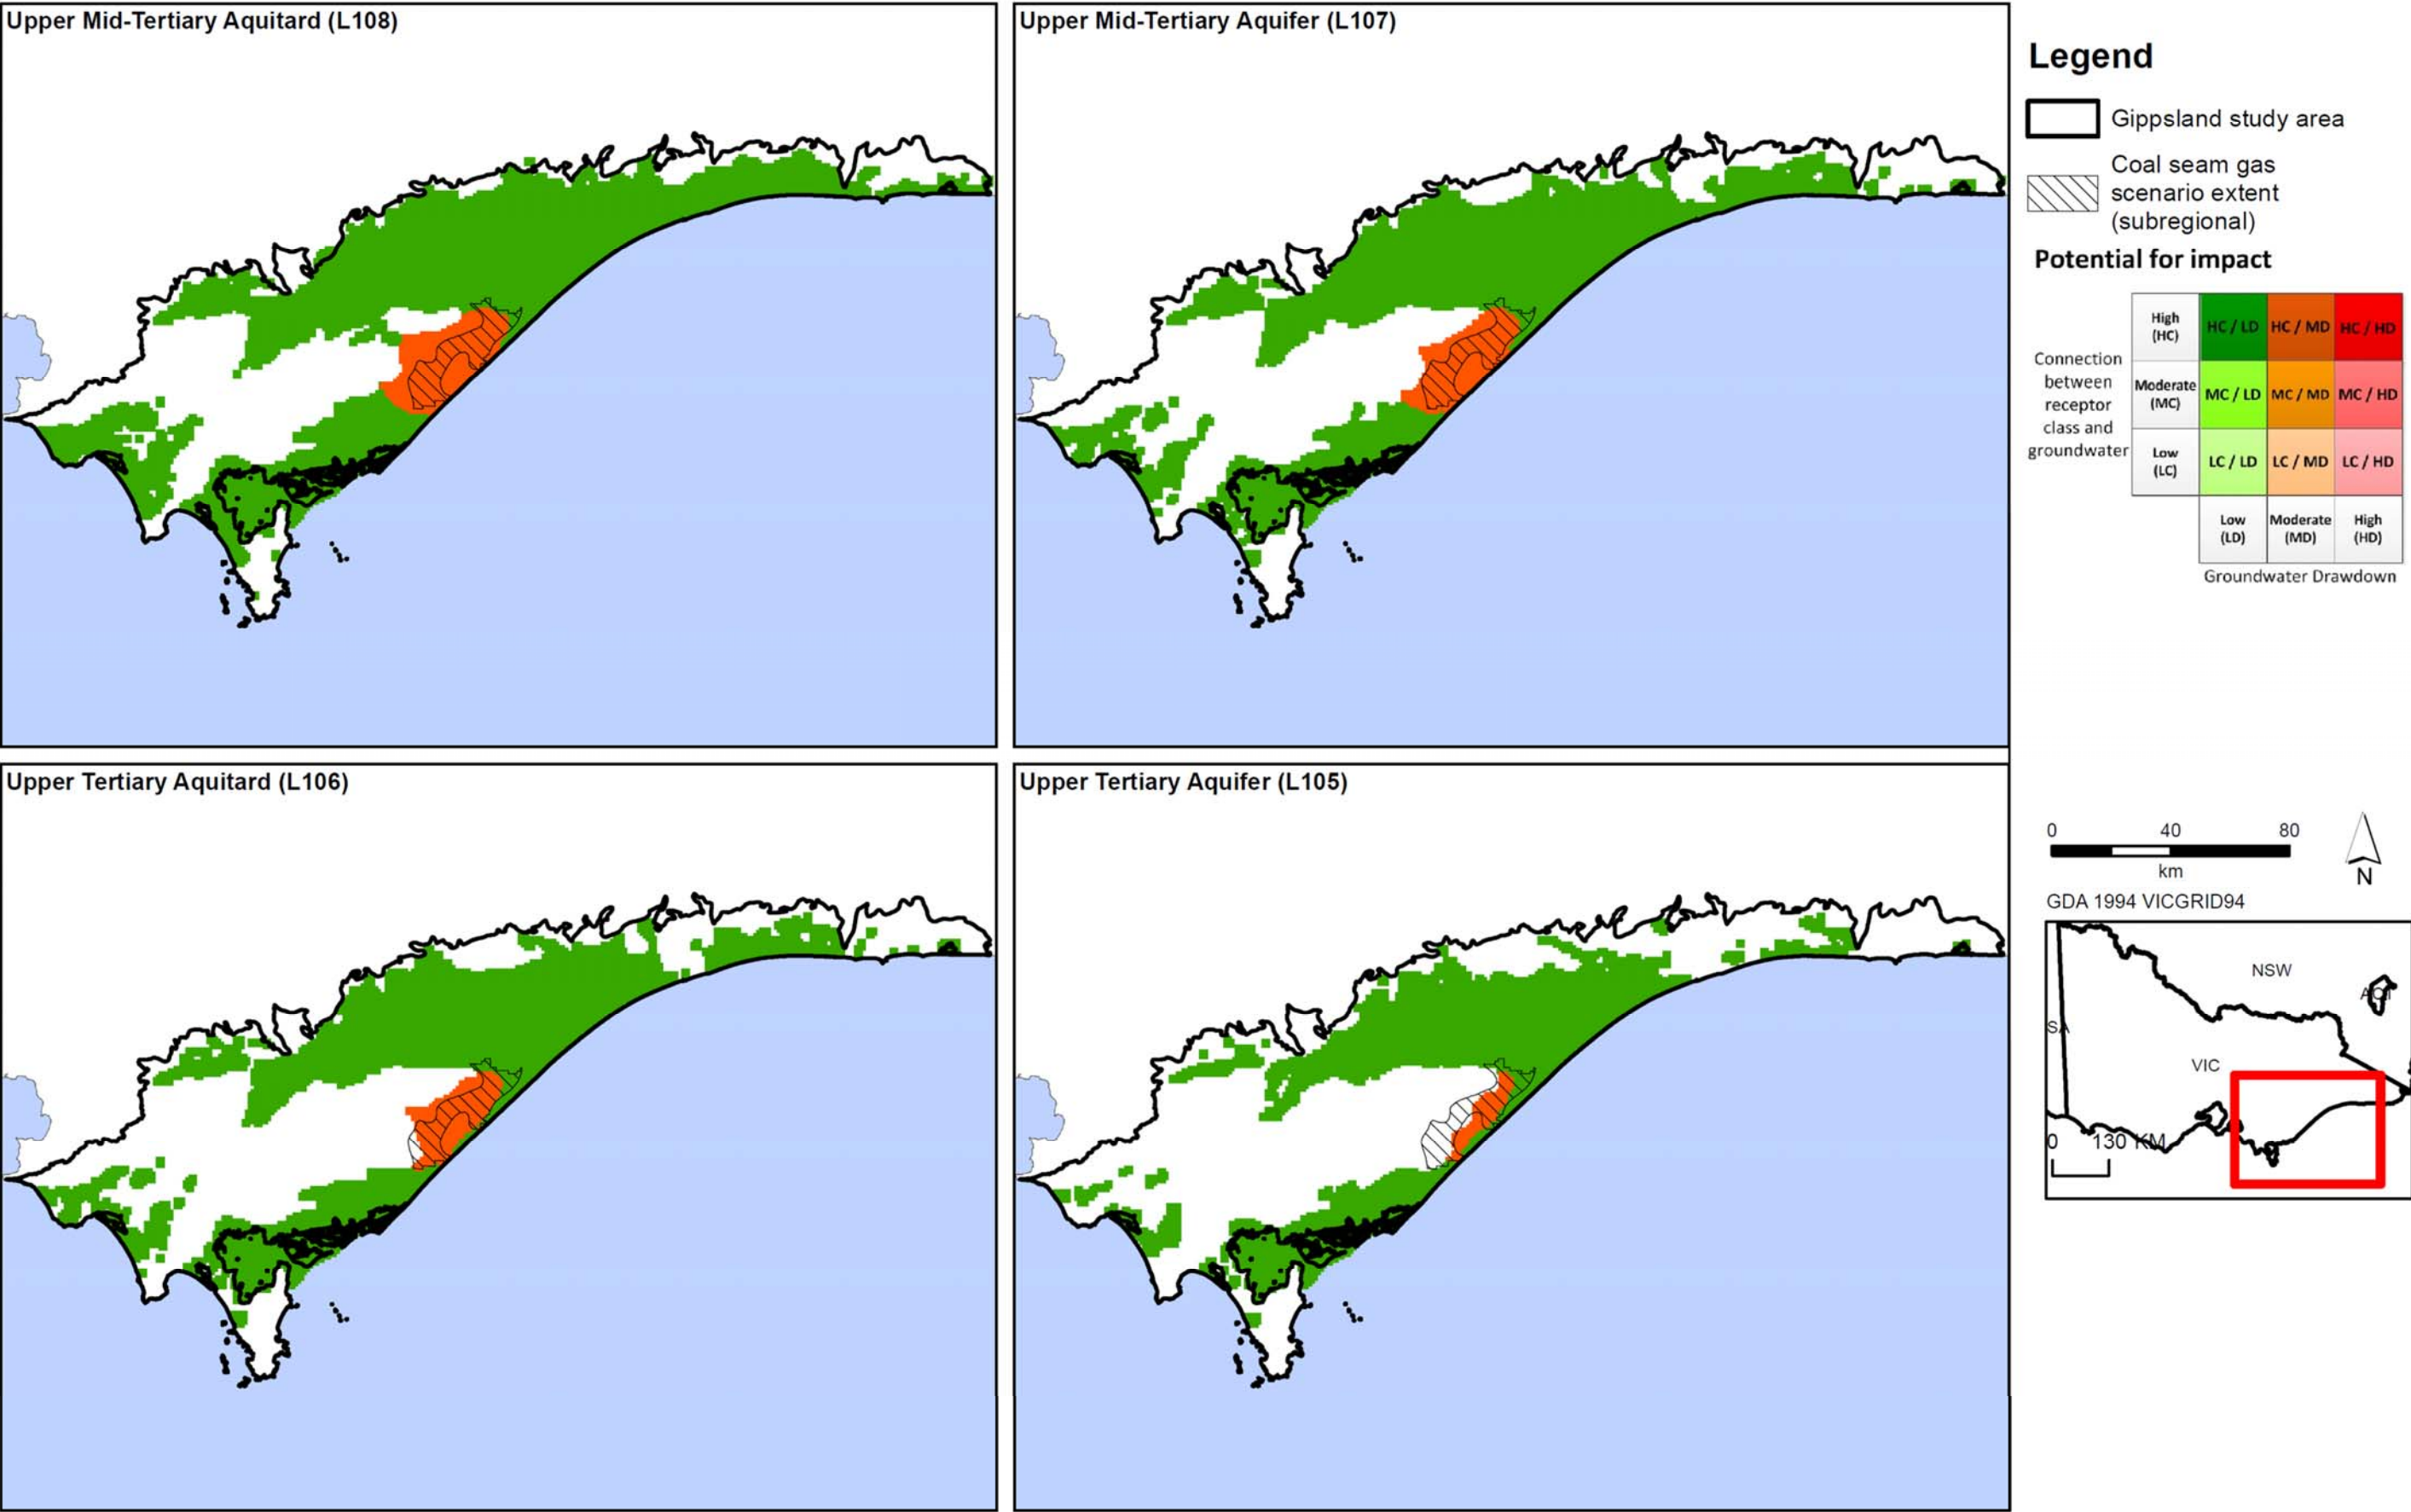 Upper Mid-Tertiary Aquitard (L108)
Upper Mid-Tertiary Aquifer (L107)
Upper Tertiary Aquitard (L106)
Upper Tertiary Aquifer (L105)
Legend
Gippsland study area
Coal seam gas
scenario extent
(subregional)
Potential for impact
Connection
between
receptor
class and
groundwater
High
(HC)
HC / LD
HC / MD
HC / HD
Moderate
(MC)
MC / LD
MC / MD
MC / HD
Low
(LC)
LC / LD
LC / MD
LC / HD
Low
(LD)
Moderate
(MD)
High
(HD)
Groundwater Drawdown
0 40 80
km
N
GDA 1994 VICGRID94
NSW
ACT
SA
VIC
0 130 KM